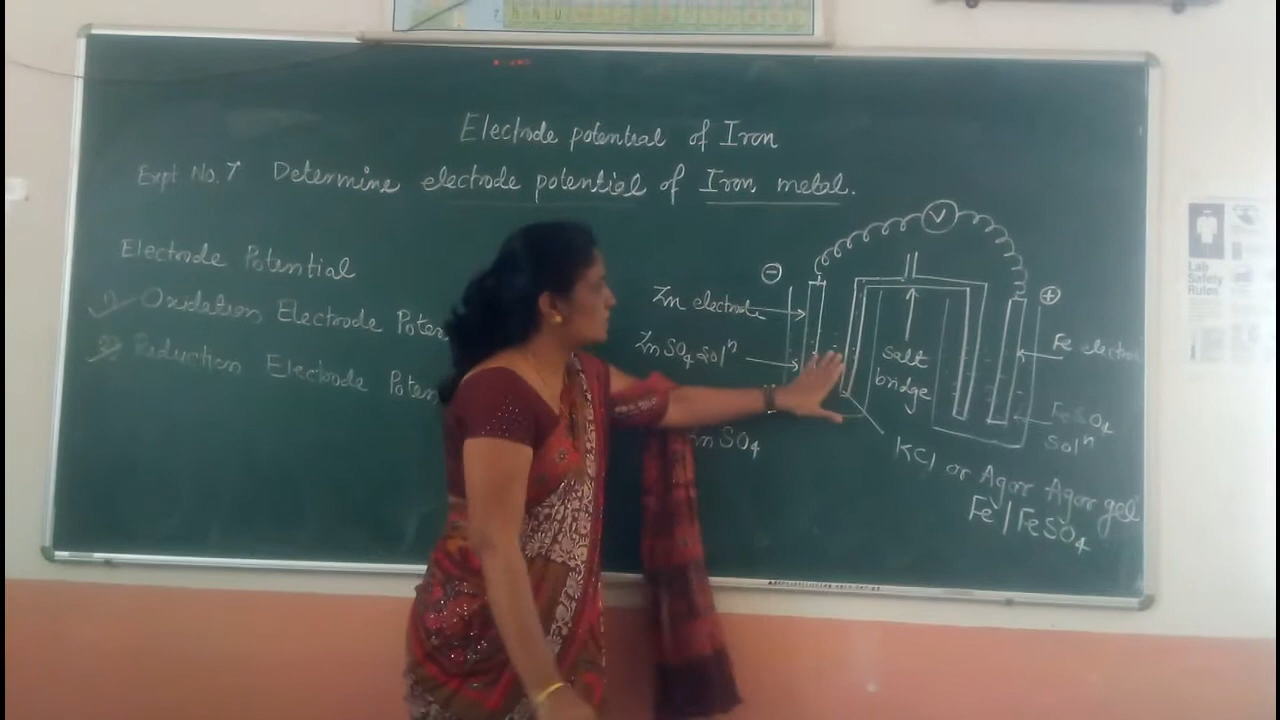 Electrode potential of Iron
Expt No. 7 Determine electrode potential of Iron metal.
Electrode Potential
1) Oxidation Electrode Poten
2) Reduction Electrode Poten
V
⊖
⊕
Zn electrode
ZnSO4 Solⁿ
ZnSO4
Salt
bridge
Fe electro
FeSO4
Solⁿ
KCl or Agar Agar gel
Fe / FeSO4
Lab
Safety
Rules